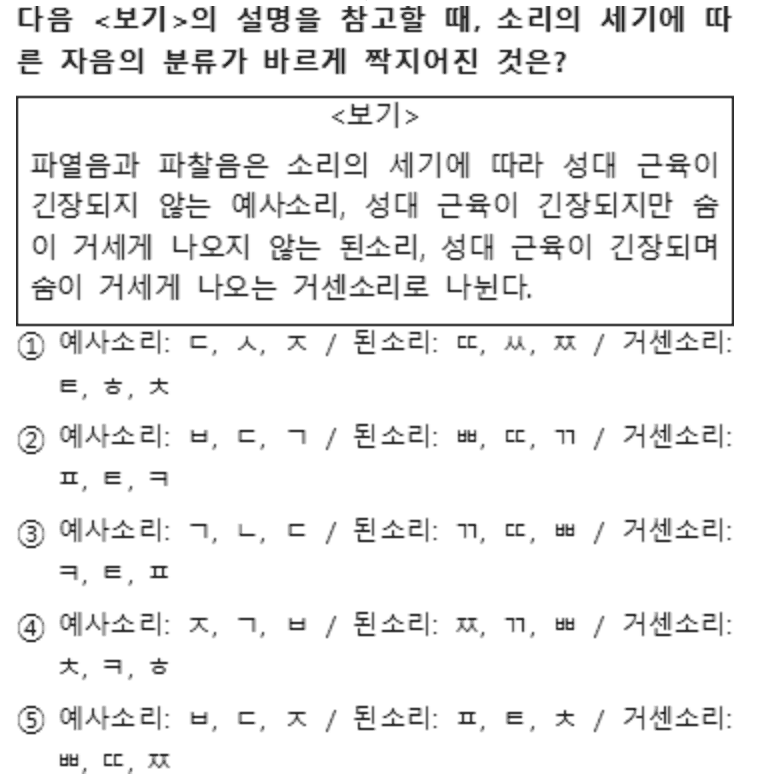 다음 <보기>의 설명을 참고할 때, 소리의 세기에 따
른 자음의 분류가 바르게 짝지어진 것은?
<보기>
파열음과 파찰음은 소리의 세기에 따라 성대 근육이
긴장되지 않는 예사소리, 성대 근육이 긴장되지만 숨
이 거세게 나오지 않는 된소리, 성대 근육이 긴장되며
숨이 거세게 나오는 거센소리로 나뉜다.
① 예사소리: ㄷ, ㅅ, ㅈ / 된소리: ㄸ, ㅆ, ㅉ / 거센소리:
ㅌ, ㅎ, ㅊ
② 예사소리: ㅂ, ㄷ, ㄱ / 된소리: ㅃ, ㄸ, ㄲ / 거센소리:
ㅍ, ㅌ, ㅋ
③ 예사소리: ㄱ, ㄴ, ㄷ / 된소리: ㄲ, ㄸ, ㅃ / 거센소리:
ㅋ, ㅌ, ㅍ
④ 예사소리: ㅈ, ㄱ, ㅂ / 된소리: ㅉ, ㄲ, ㅃ / 거센소리:
ㅊ, ㅋ, ㅎ
⑤ 예사소리: ㅂ, ㄷ, ㅈ / 된소리: ㅍ, ㅌ, ㅊ / 거센소리:
ㅃ, ㄸ, ㅉ